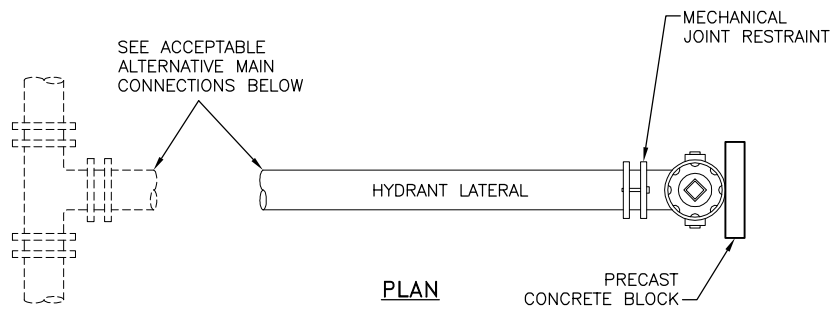 MECHANICAL
JOINT RESTRAINT
SEE ACCEPTABLE
ALTERNATIVE MAIN
CONNECTIONS BELOW
HYDRANT LATERAL
PLAN
PRECAST
CONCRETE BLOCK